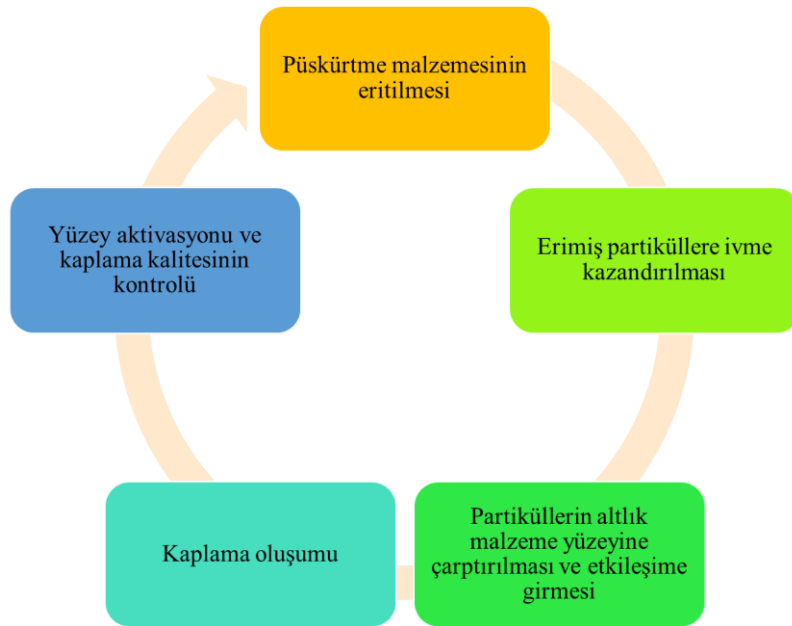 Püskürtme malzemesinin
eritilmesi
Erimiş partiküllere ivme
kazandırılması
Partiküllerin altlık
malzeme yüzeyine
çarptırılması ve etkileşime
girmesi
Kaplama oluşumu
Yüzey aktivasyonu ve
kaplama kalitesinin
kontrolü